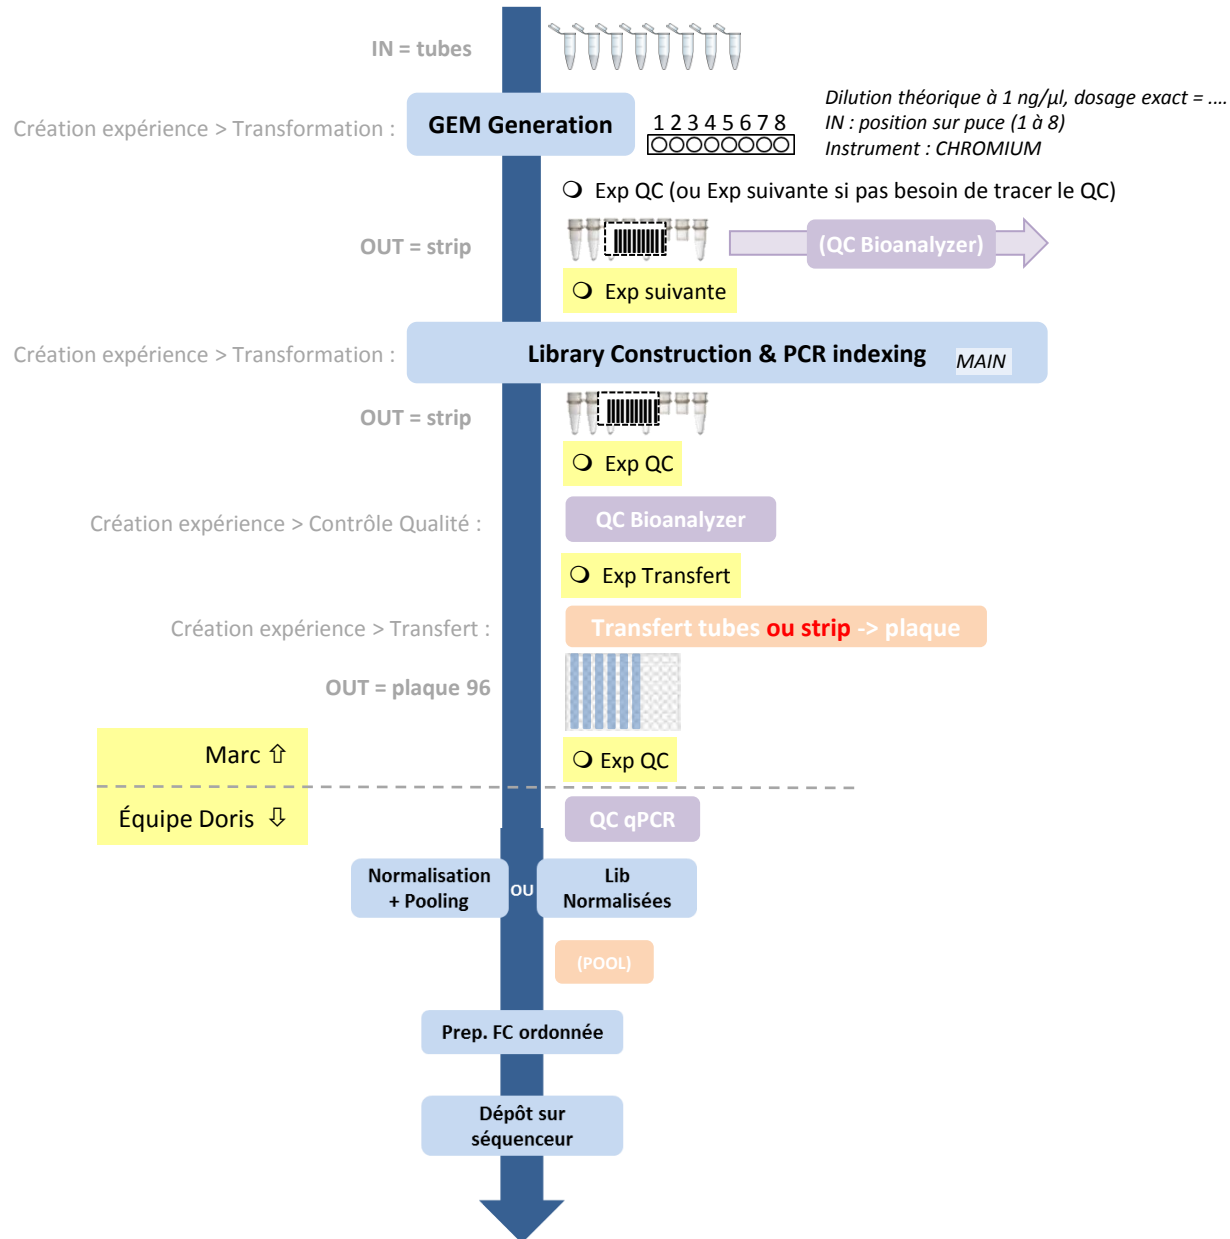 IN = tubes
Création expérience > Transformation :
GEM Generation
1 2 3 4 5 6 7 8
Dilution théorique à 1 ng/µl, dosage exact = ....
IN : position sur puce (1 à 8)
Instrument : CHROMIUM
Exp QC (ou Exp suivante si pas besoin de tracer le QC)
OUT = strip
(QC Bioanalyzer)
Exp suivante
Création expérience > Transformation :
Library Construction & PCR indexing
MAIN
OUT = strip
Exp QC
Création expérience > Contrôle Qualité :
QC Bioanalyzer
Exp Transfert
Création expérience > Transfert :
Transfert tubes ou strip -> plaque
OUT = plaque 96
Marc ⇧
Exp QC
Équipe Doris ⇩
QC qPCR
Normalisation
+ Pooling
OU
Lib
Normalisées
(POOL)
Prep. FC ordonnée
Dépôt sur
séquenceur